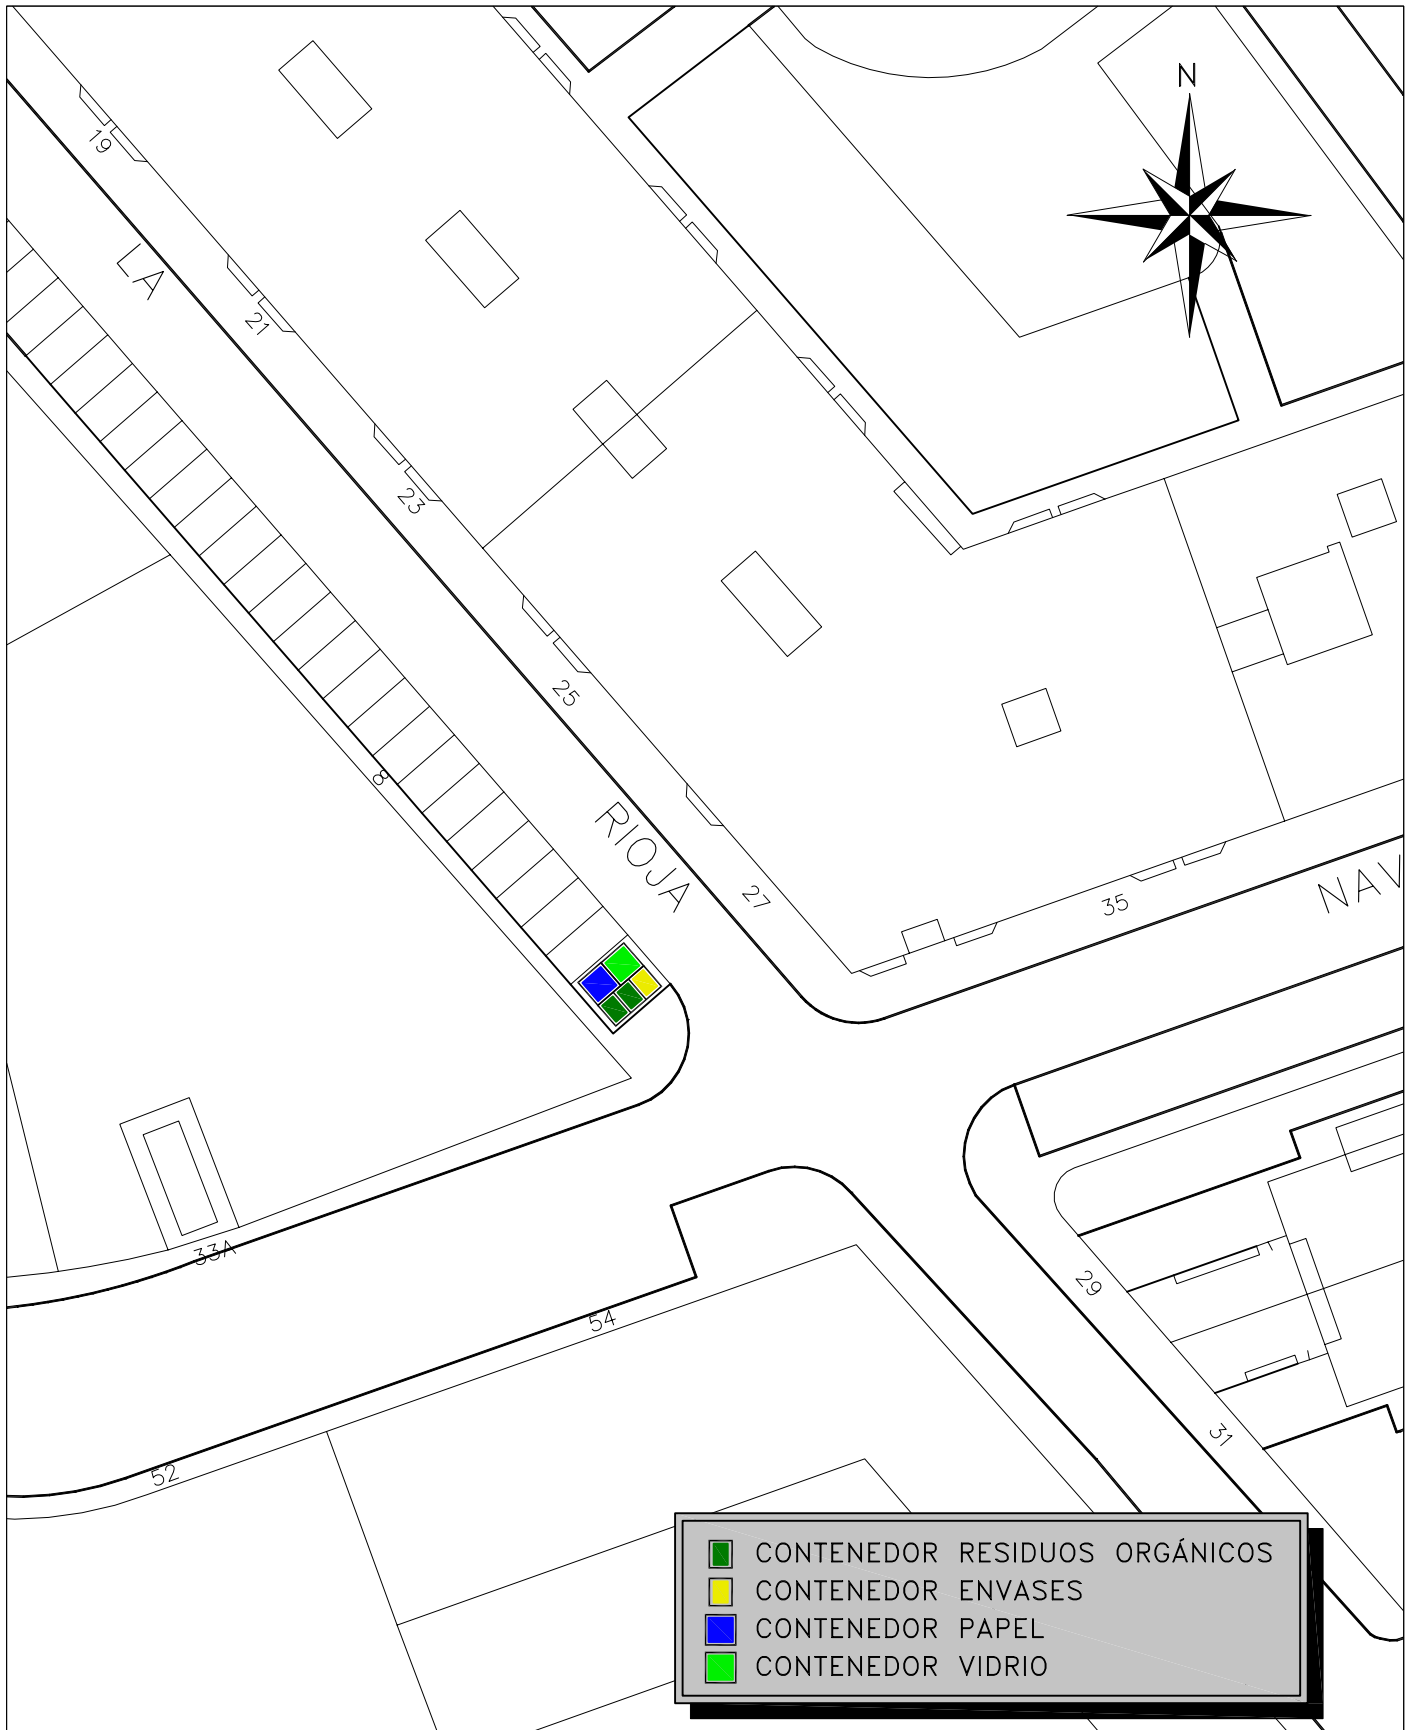 N
19
LA
21
23
25
8
RIOJA
27
35
NAV
33A
29
54
31
52
CONTENEDOR RESIDUOS ORGÁNICOS
CONTENEDOR ENVASES
CONTENEDOR PAPEL
CONTENEDOR VIDRIO